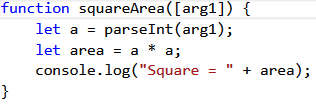 function squareArea([arg1]) {
    let a = parseInt(arg1);
    let area = a * a;
    console.log("Square = " + area);
}